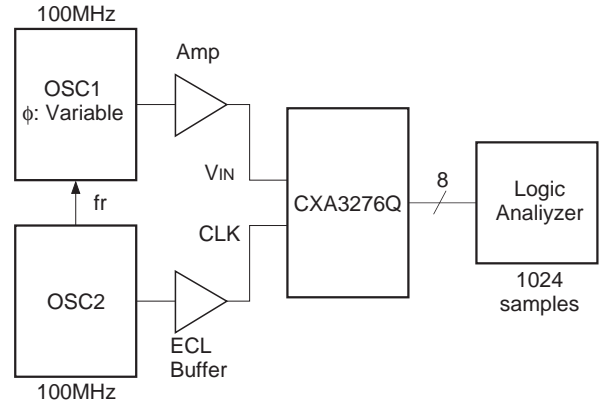 100MHz
OSC1
ϕ: Variable
Amp
VIN
fr
CLK
CXA3276Q
8
Logic
Analiyzer
1024
samples
OSC2
ECL
Buffer
100MHz